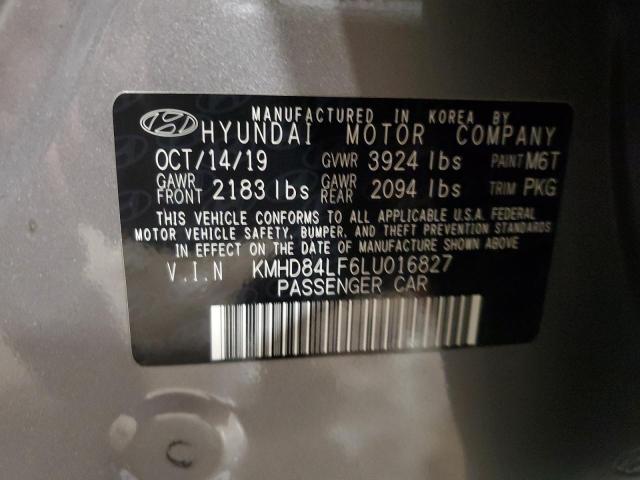 MANUFACTURED IN KOREA BY
HYUNDAI MOTOR COMPANY
OCT/14/19 GVWR 3924 lbs PAINT M6T
GAWR FRONT 2183 lbs GAWR REAR 2094 lbs TRIM PKG
THIS VEHICLE CONFORMS TO ALL APPLICABLE U.S.A. FEDERAL
MOTOR VEHICLE SAFETY, BUMPER, AND THEFT PREVENTION STANDARDS
IN EFFECT ON THE DATE OF MANUFACTURE SHOWN ABOVE
V.I.N KMHD84LF6LU016827
PASSENGER CAR